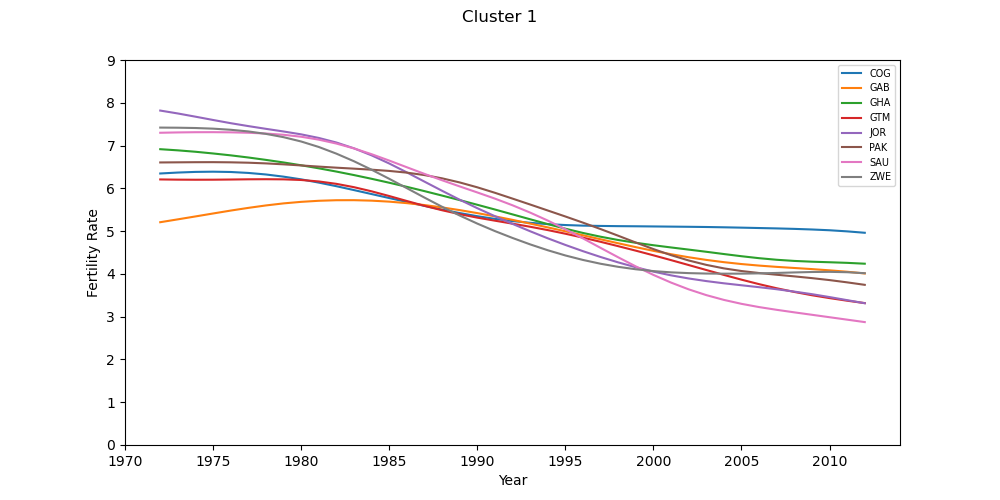 Cluster 1
Fertility Rate
9
8
7
6
5
4
3
2
1
0
COG
GAB
GHA
GTM
JOR
PAK
SAU
ZWE
1970 1975 1980 1985 1990 1995 2000 2005 2010
Year